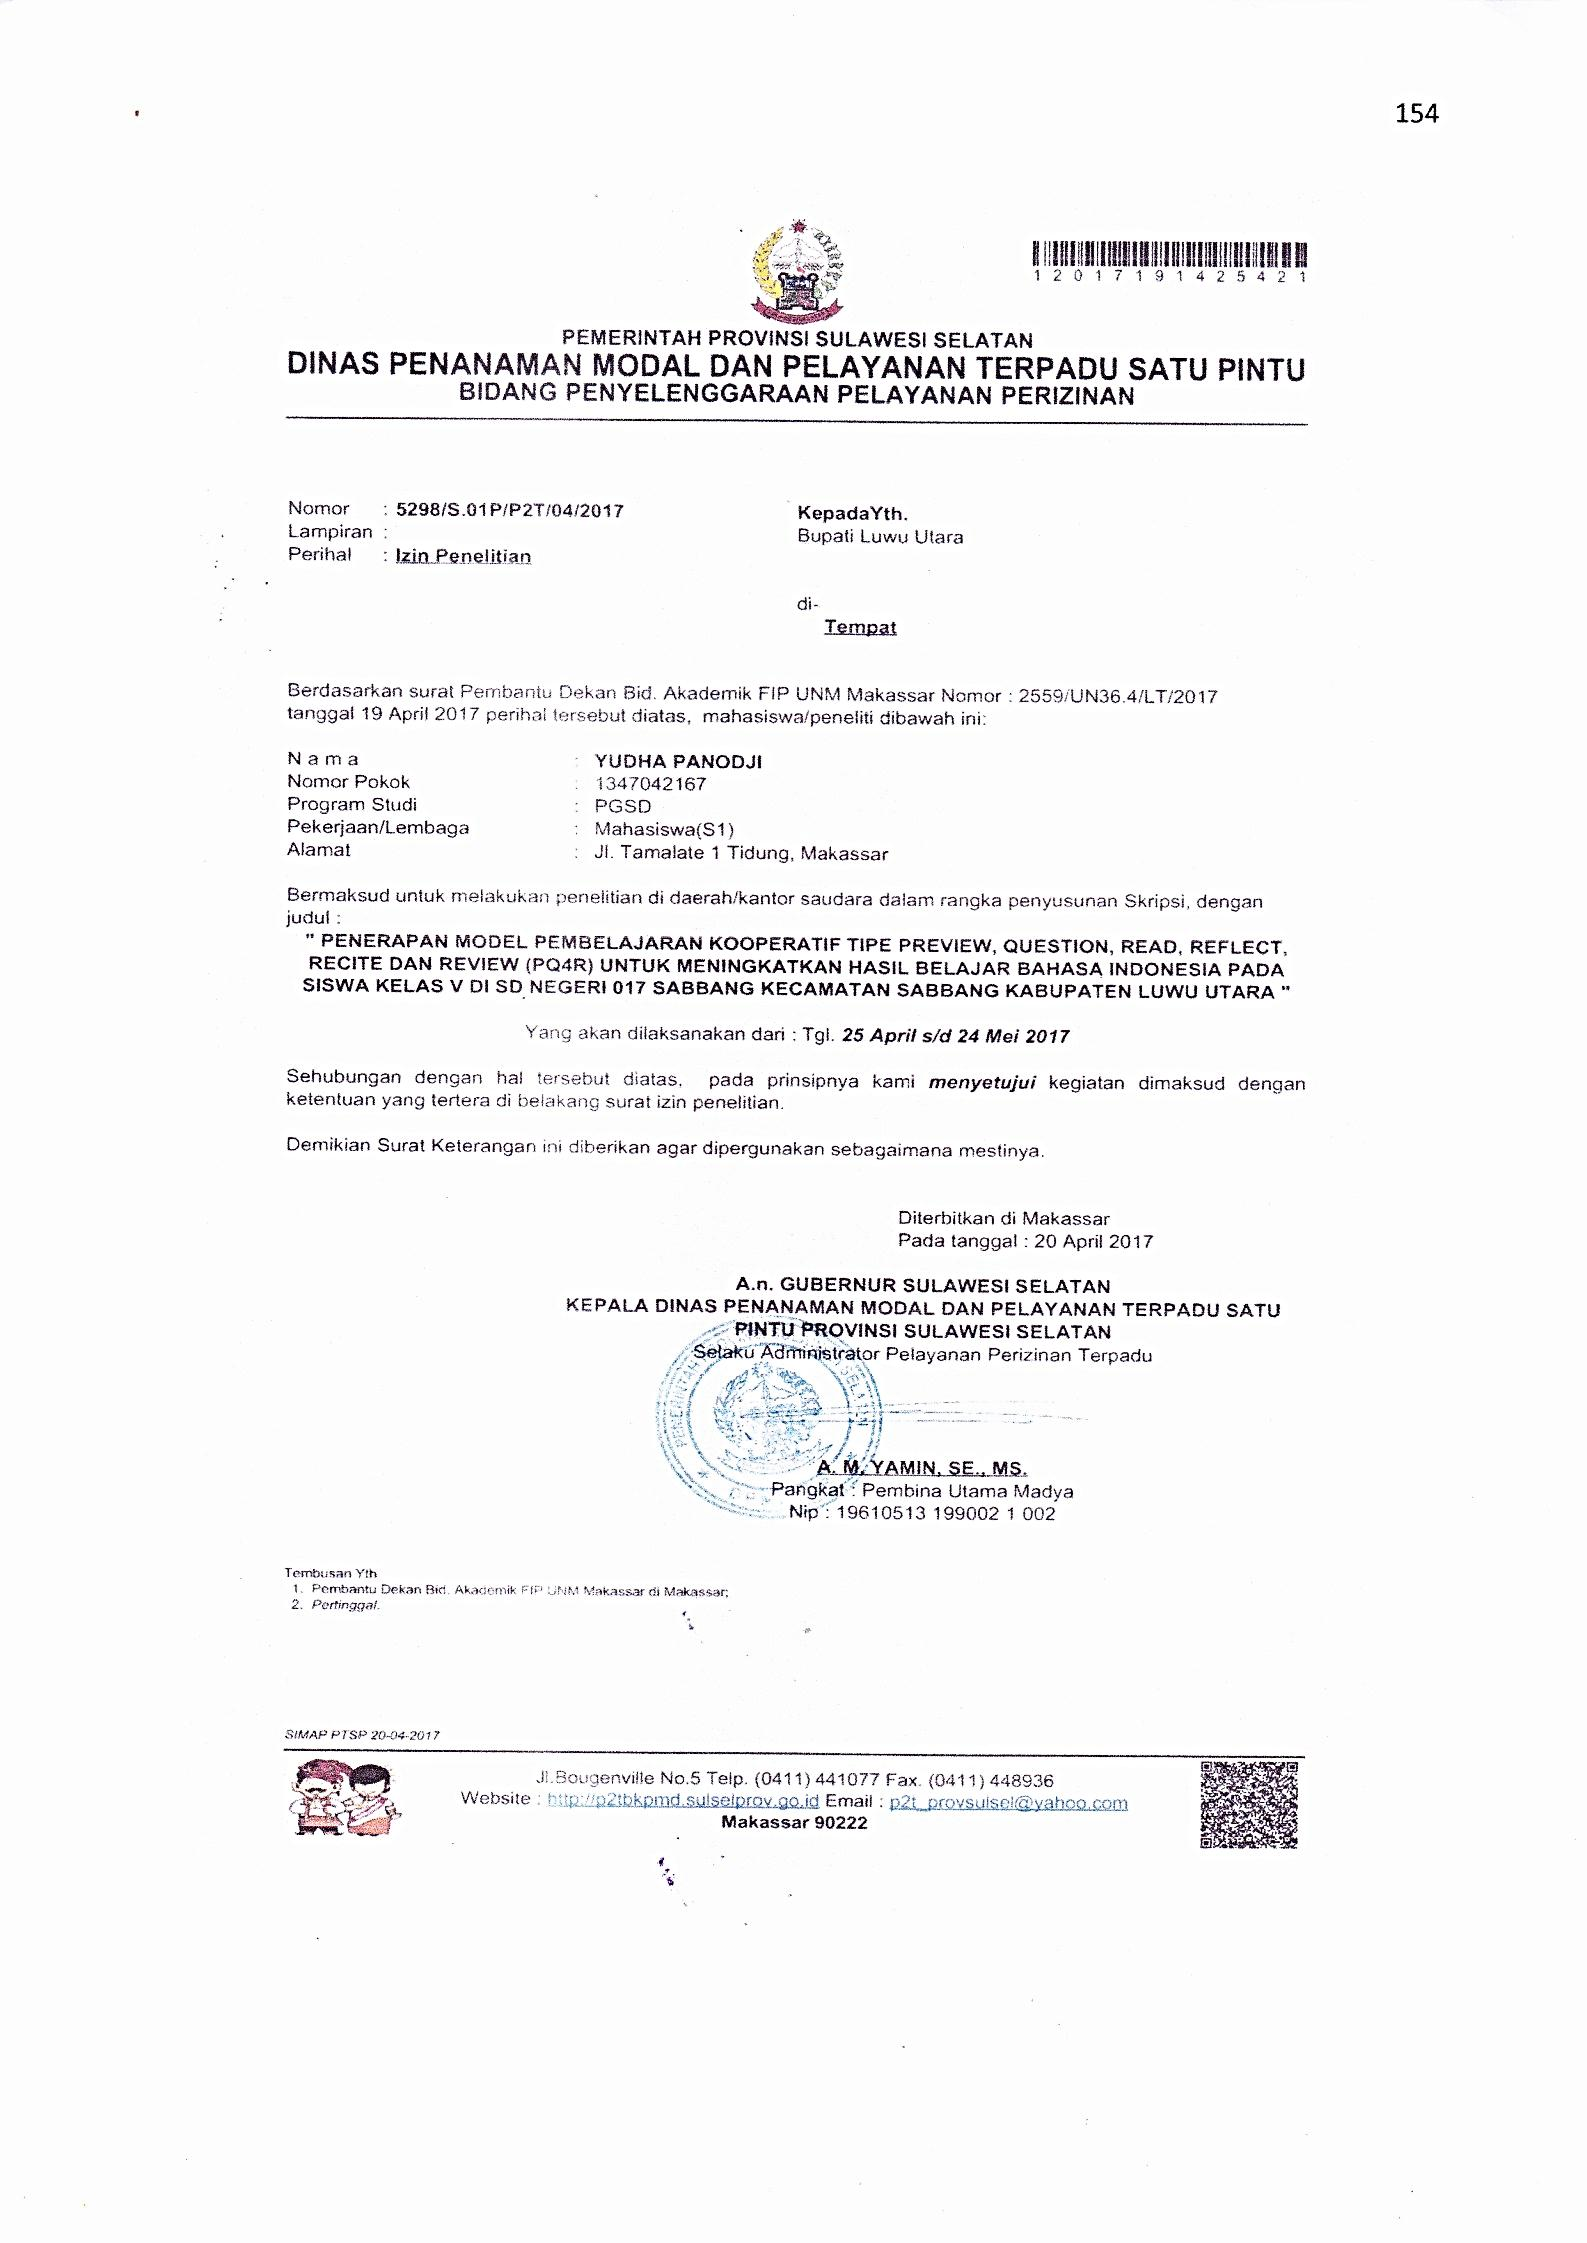 154
1 2 0 1 7 1 9 1 4 2 5 4 2 1
PEMERINTAH PROVINSI SULAWESI SELATAN
DINAS PENANAMAN MODAL DAN PELAYANAN TERPADU SATU PINTU
BIDANG PENYELENGGARAAN PELAYANAN PERIZINAN
Nomor : 5298/S.01P/P2T/04/2017
Lampiran :
Perihal : Izin Penelitian
KepadaYth.
Bupati Luwu Utara
di-
Tempat
Berdasarkan surat Pembantu Dekan Bid. Akademik FIP UNM Makassar Nomor : 2559/UN36.4/LT/2017
tanggal 19 April 2017 perihal tersebut diatas, mahasiswa/peneliti dibawah ini:
N a m a : YUDHA PANODJI
Nomor Pokok : 1347042167
Program Studi : PGSD
Pekerjaan/Lembaga : Mahasiswa(S1)
Alamat : Jl. Tamalate 1 Tidung, Makassar
Bermaksud untuk melakukan penelitian di daerah/kantor saudara dalam rangka penyusunan Skripsi, dengan
judul :
" PENERAPAN MODEL PEMBELAJARAN KOOPERATIF TIPE PREVIEW, QUESTION, READ, REFLECT,
RECITE DAN REVIEW (PQ4R) UNTUK MENINGKATKAN HASIL BELAJAR BAHASA INDONESIA PADA
SISWA KELAS V DI SD NEGERI 017 SABBANG KECAMATAN SABBANG KABUPATEN LUWU UTARA "
Yang akan dilaksanakan dari : Tgl. 25 April s/d 24 Mei 2017
Sehubungan dengan hal tersebut diatas, pada prinsipnya kami menyetujui kegiatan dimaksud dengan
ketentuan yang tertera di belakang surat izin penelitian.
Demikian Surat Keterangan ini diberikan agar dipergunakan sebagaimana mestinya.
Diterbitkan di Makassar
Pada tanggal : 20 April 2017
A.n. GUBERNUR SULAWESI SELATAN
KEPALA DINAS PENANAMAN MODAL DAN PELAYANAN TERPADU SATU
PINTU PROVINSI SULAWESI SELATAN
Selaku Administrator Pelayanan Perizinan Terpadu
A. M. YAMIN, SE., MS.
Pangkat : Pembina Utama Madya
Nip : 19610513 199002 1 002
Tembusan Yth
1. Pembantu Dekan Bid. Akademik FIP UNM Makassar di Makassar;
2. Pertinggal.
SIMAP PTSP 20-04-2017
Jl.Bougenville No.5 Telp. (0411) 441077 Fax. (0411) 448936
Website : http://p2tbkpmd.sulselprov.go.id Email : p2t_provsulsel@yahoo.com
Makassar 90222